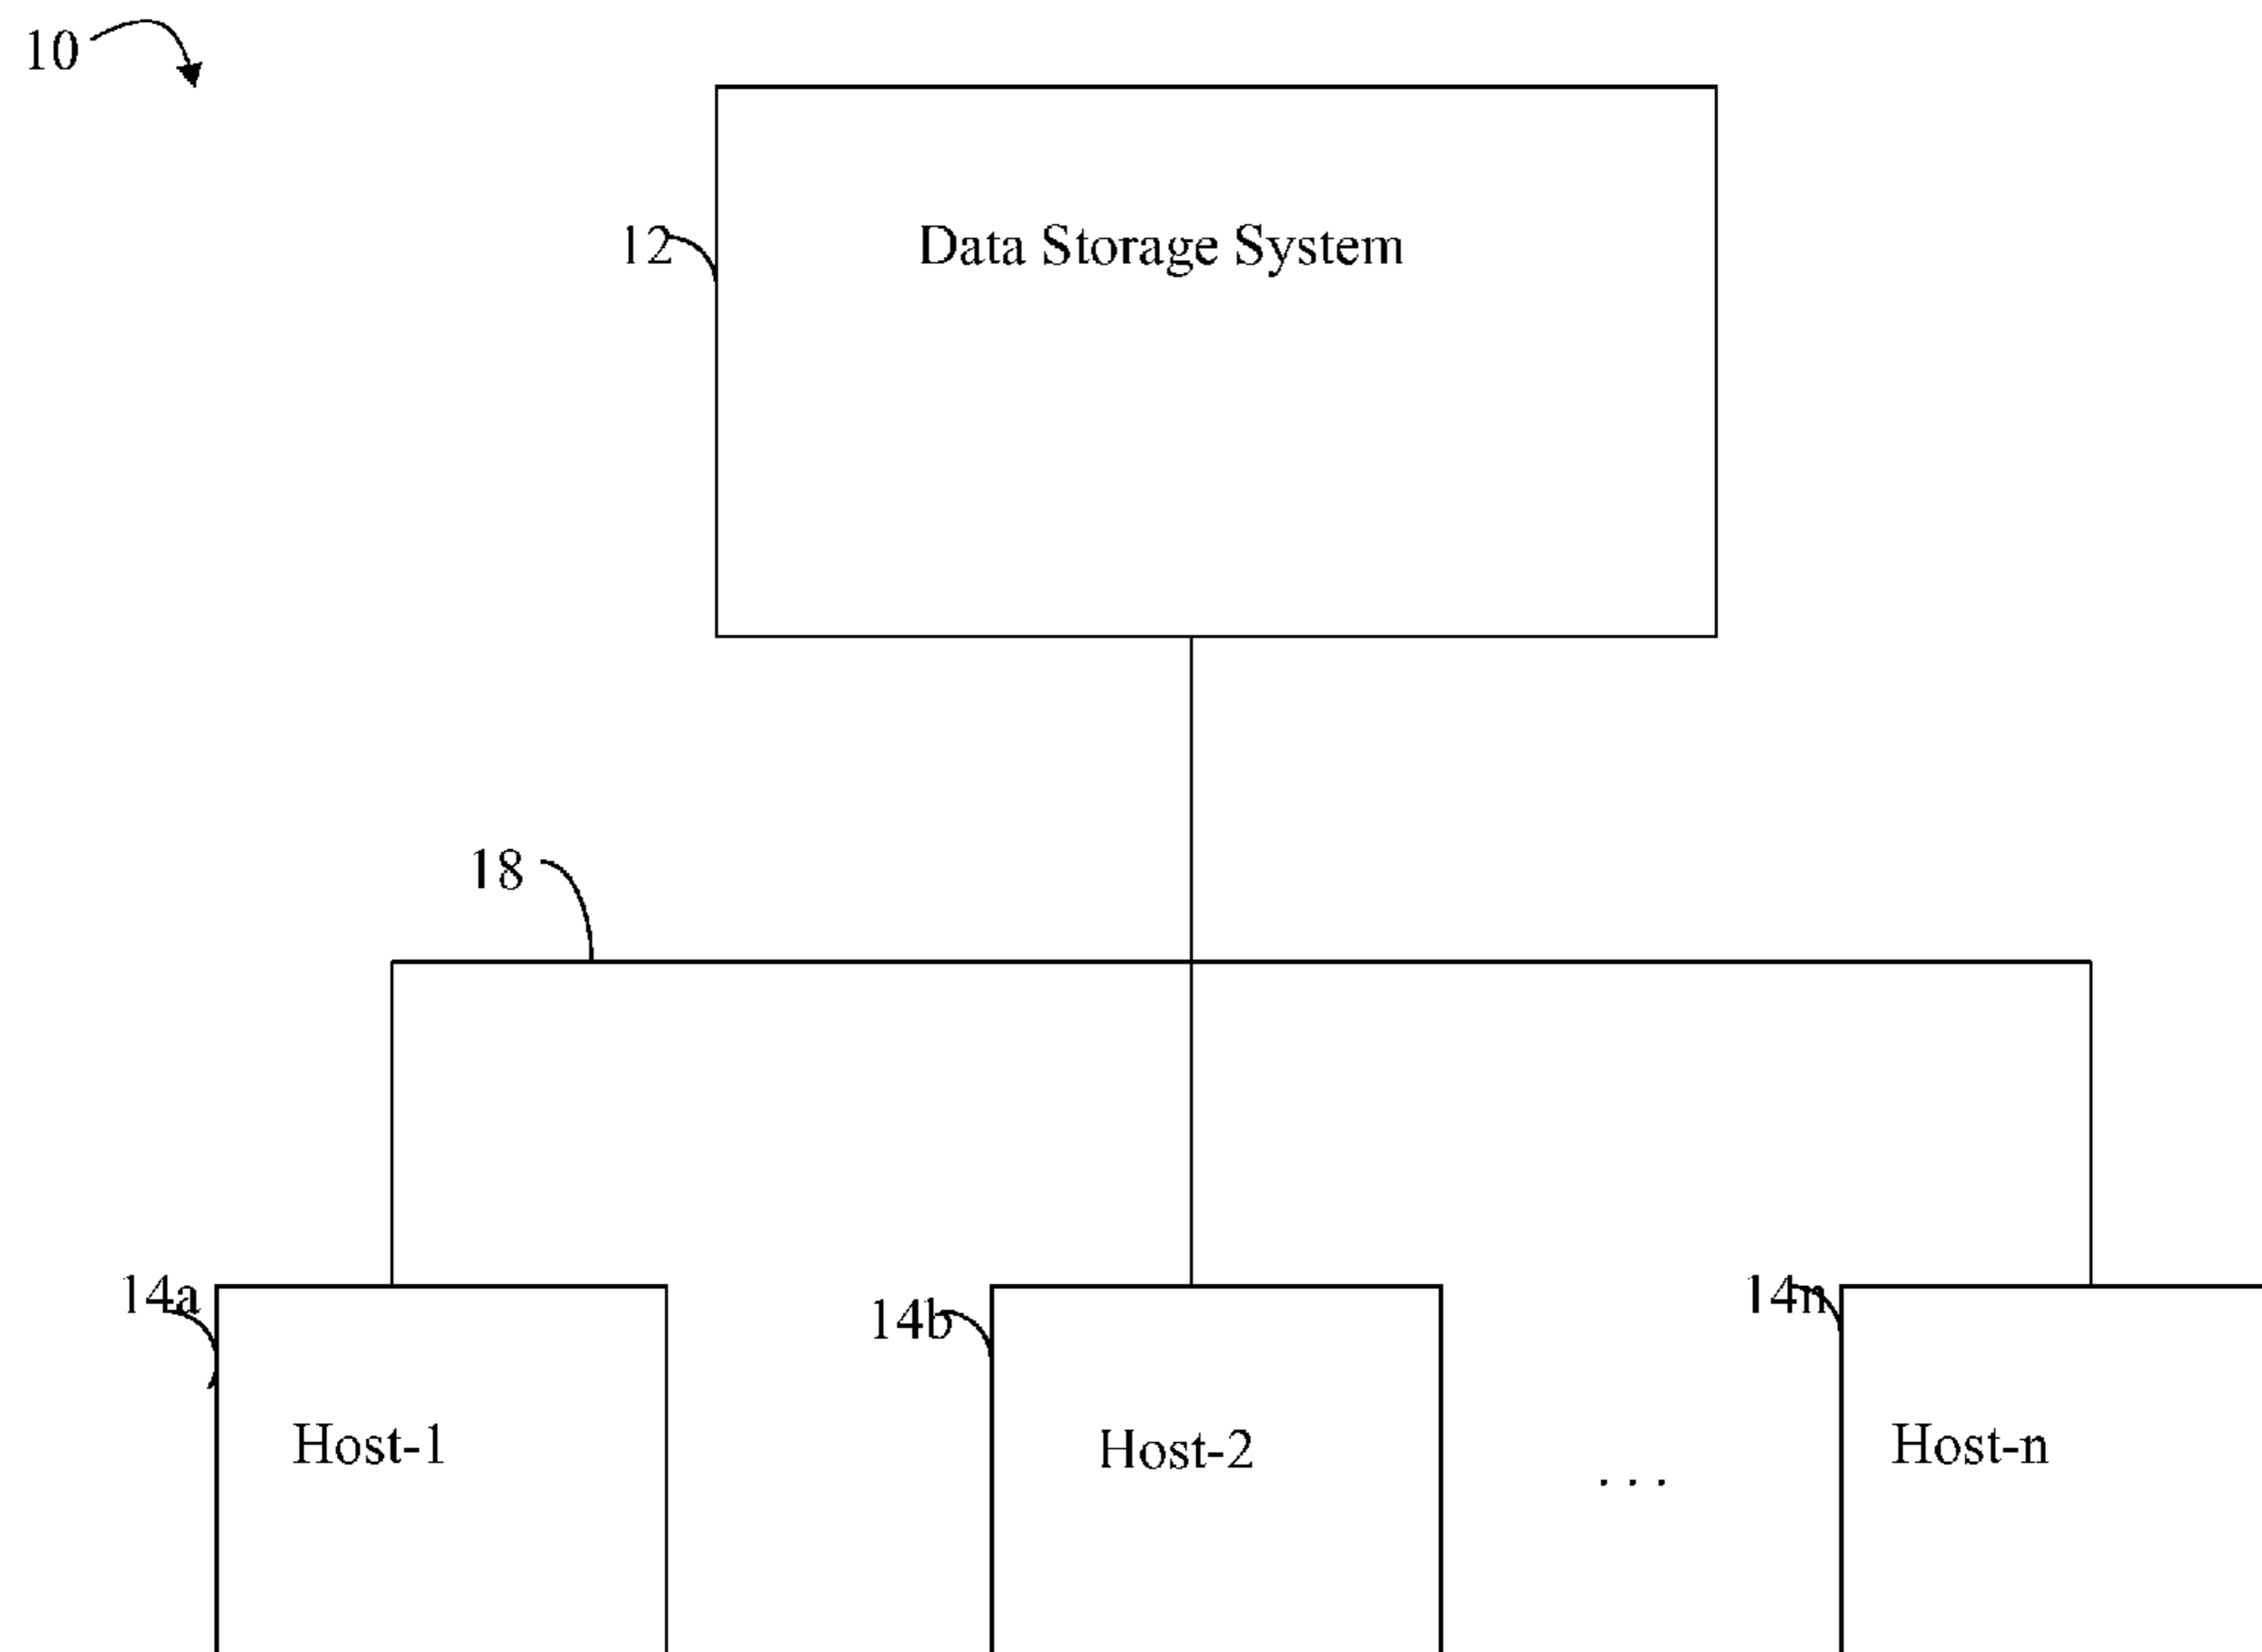 10
12
Data Storage System
18
14a
14b
14n
Host-1
Host-2
. . .
Host-n